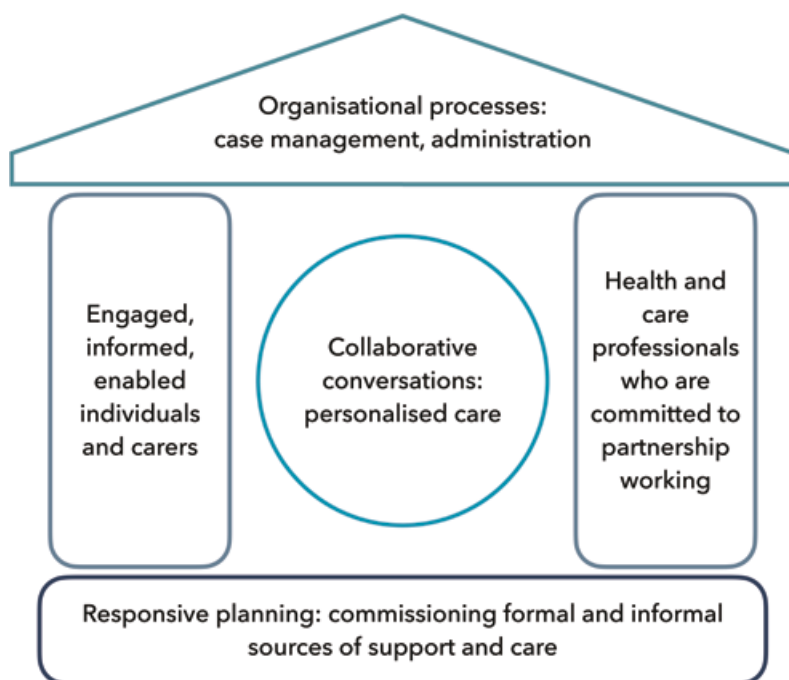 Organisational processes:
case management, administration
Engaged,
informed,
enabled
individuals
and carers
Collaborative
conversations:
personalised care
Health and
care
professionals
who are
committed to
partnership
working
Responsive planning: commissioning formal and informal
sources of support and care